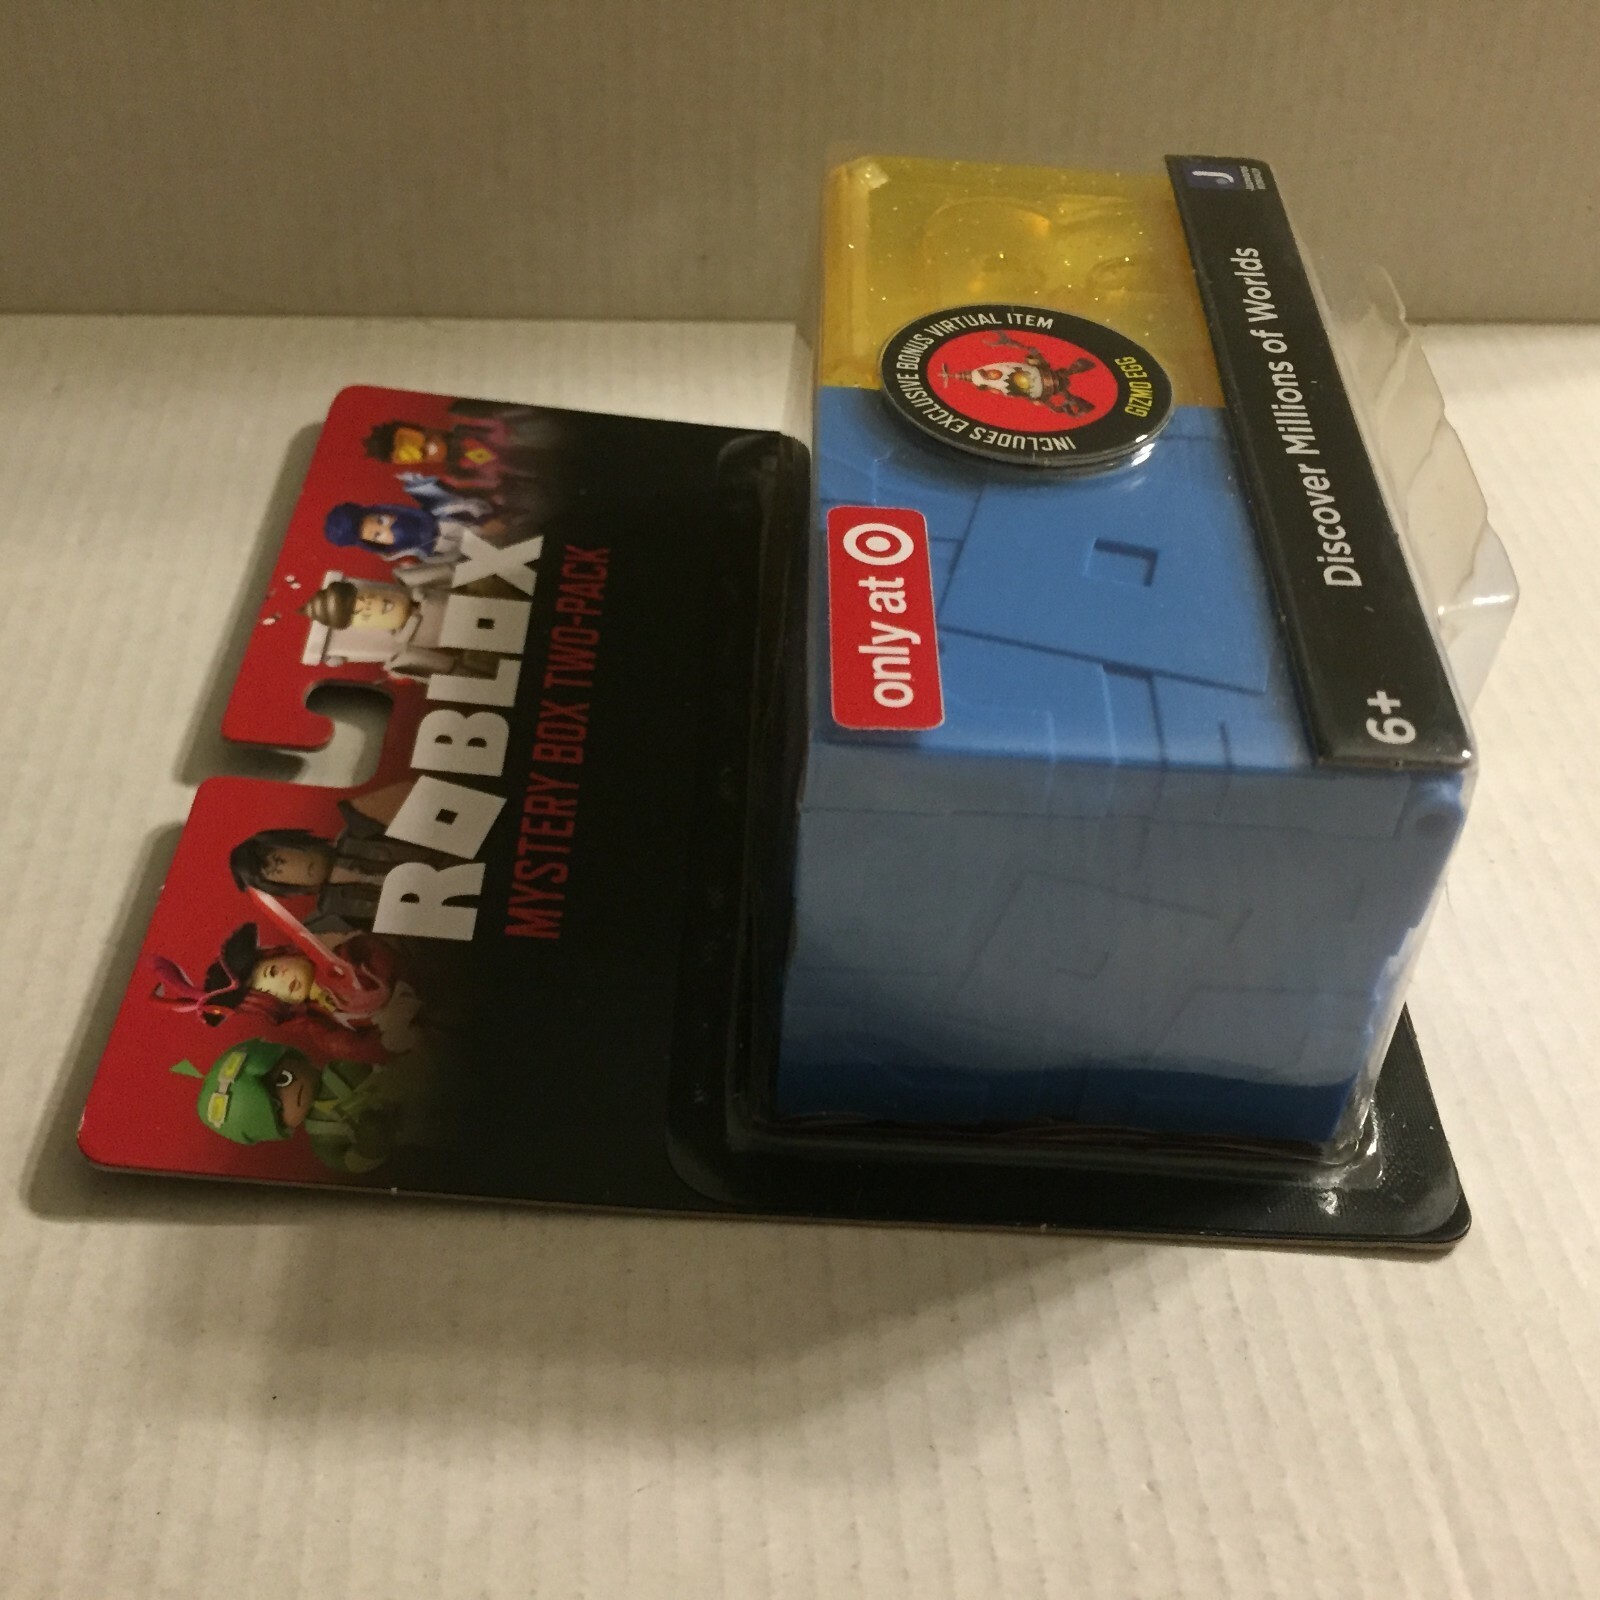 ROBLOX
MYSTERY BOX TWO-PACK
only at
INCLUDES EXCLUSIVE BONUS VIRTUAL ITEM
GIZMO EGG
6+
Discover Millions of Worlds
J